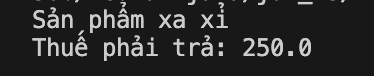 Sản phẩm xa xỉ
Thuế phải trả: 250.0